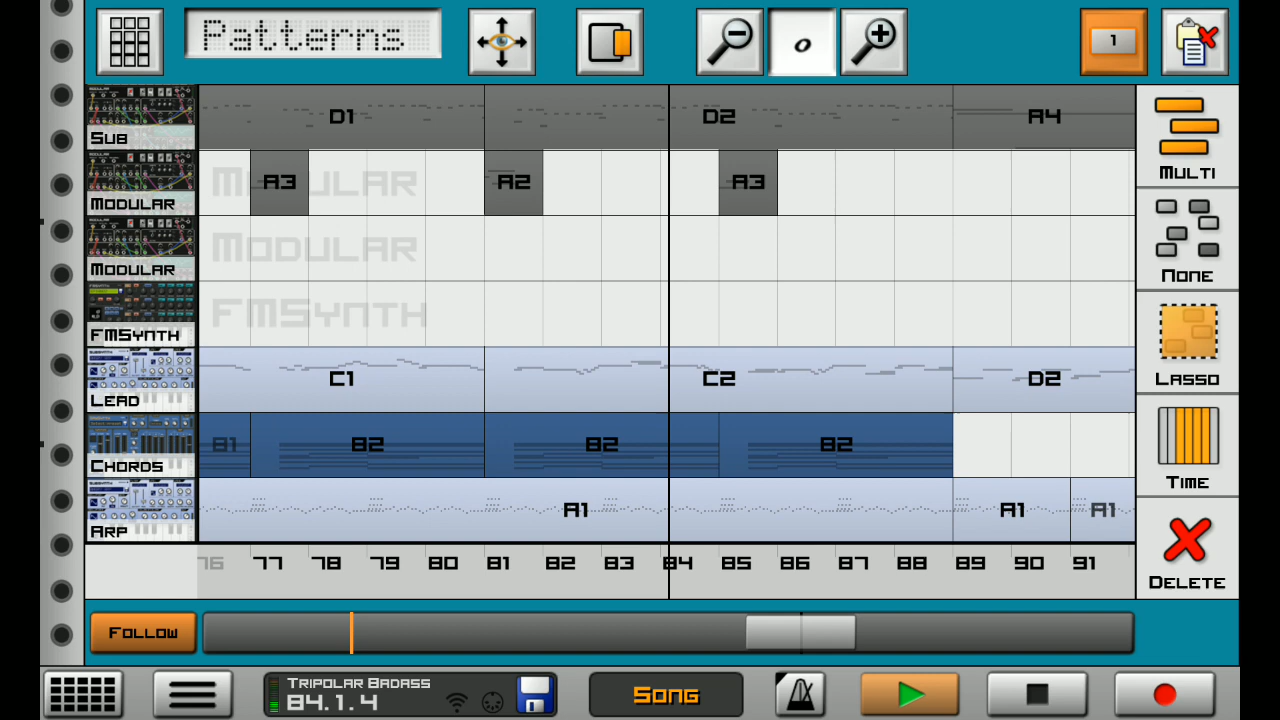 Patterns
1
Sub
D1
D2
A4
Modular
Modular
A3
A2
A3
Modular
Modular
FMSynth
FMSynth
Lead
C1
C2
D2
Chords
B1
B2
B2
B2
Arp
A1
A1
A1
76 77 78 79 80 81 82 83 84 85 86 87 88 89 90 91
Multi
None
Lasso
Time
Delete
Follow
Tripolar Badass
84.1.4
Song